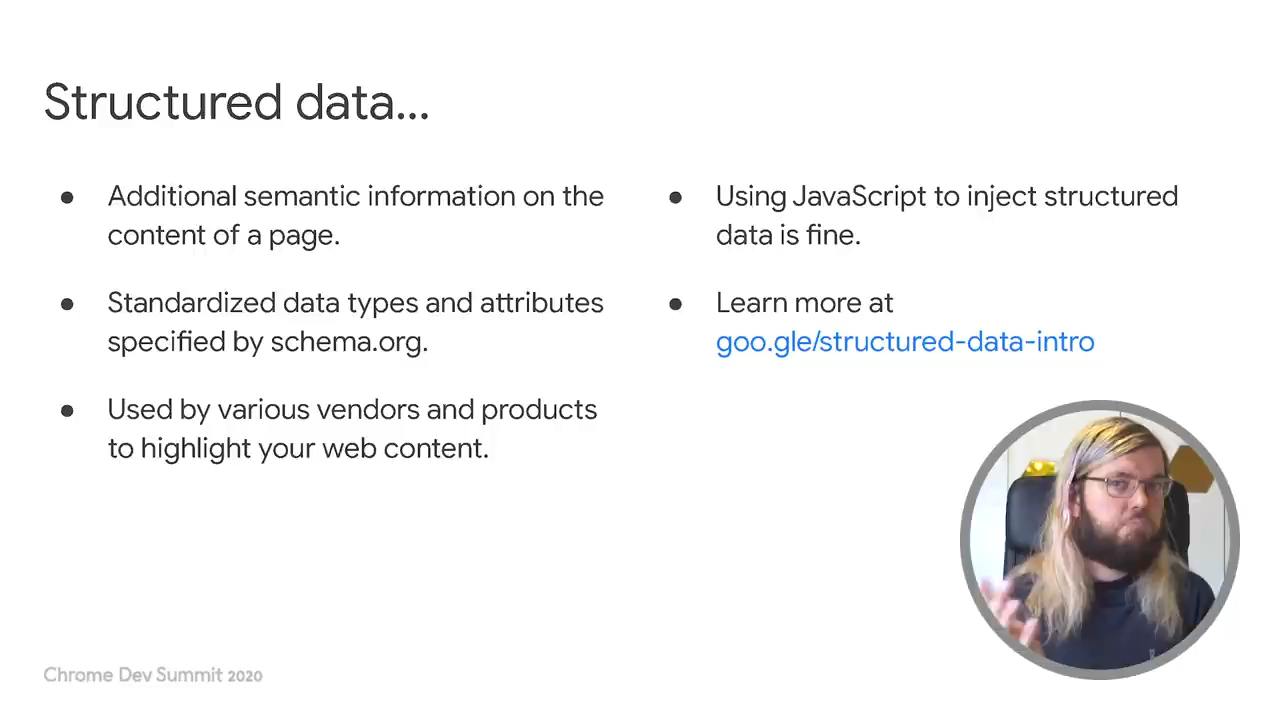 Structured data...
● Additional semantic information on the
content of a page.
● Standardized data types and attributes
specified by schema.org.
● Used by various vendors and products
to highlight your web content.
● Using JavaScript to inject structured
data is fine.
● Learn more at
goo.gle/structured-data-intro
Chrome Dev Summit 2020